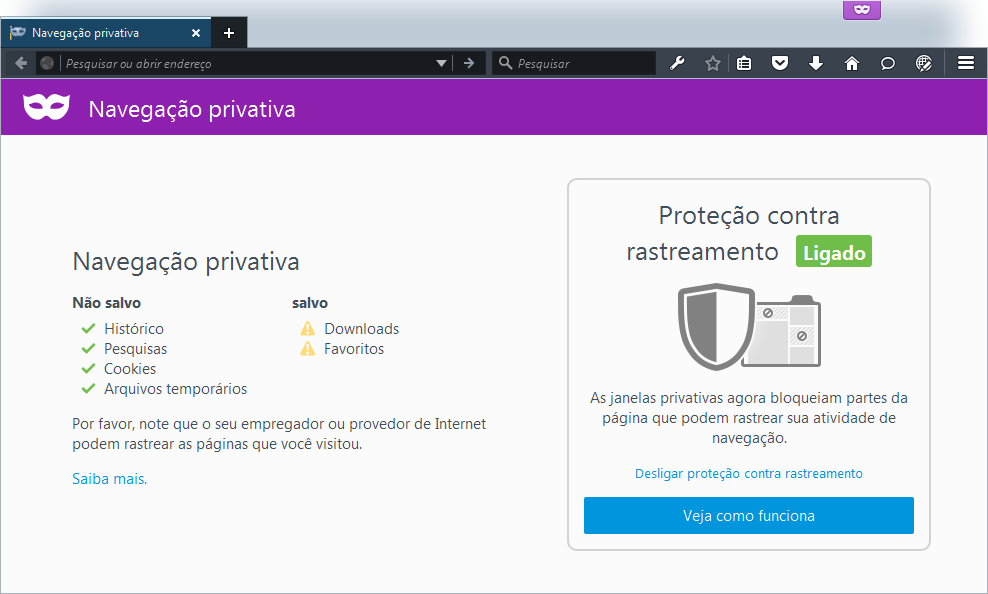 Navegação privativa
Pesquisar ou abrir endereço
Pesquisar
Navegação privativa
Navegação privativa
Não salvo
Histórico
Pesquisas
Cookies
Arquivos temporários
salvo
Downloads
Favoritos
Por favor, note que o seu empregador ou provedor de Internet
podem rastrear as páginas que você visitou.
Saiba mais.
Proteção contra
rastreamento Ligado
As janelas privativas agora bloqueiam partes da
página que podem rastrear sua atividade de
navegação.
Desligar proteção contra rastreamento
Veja como funciona